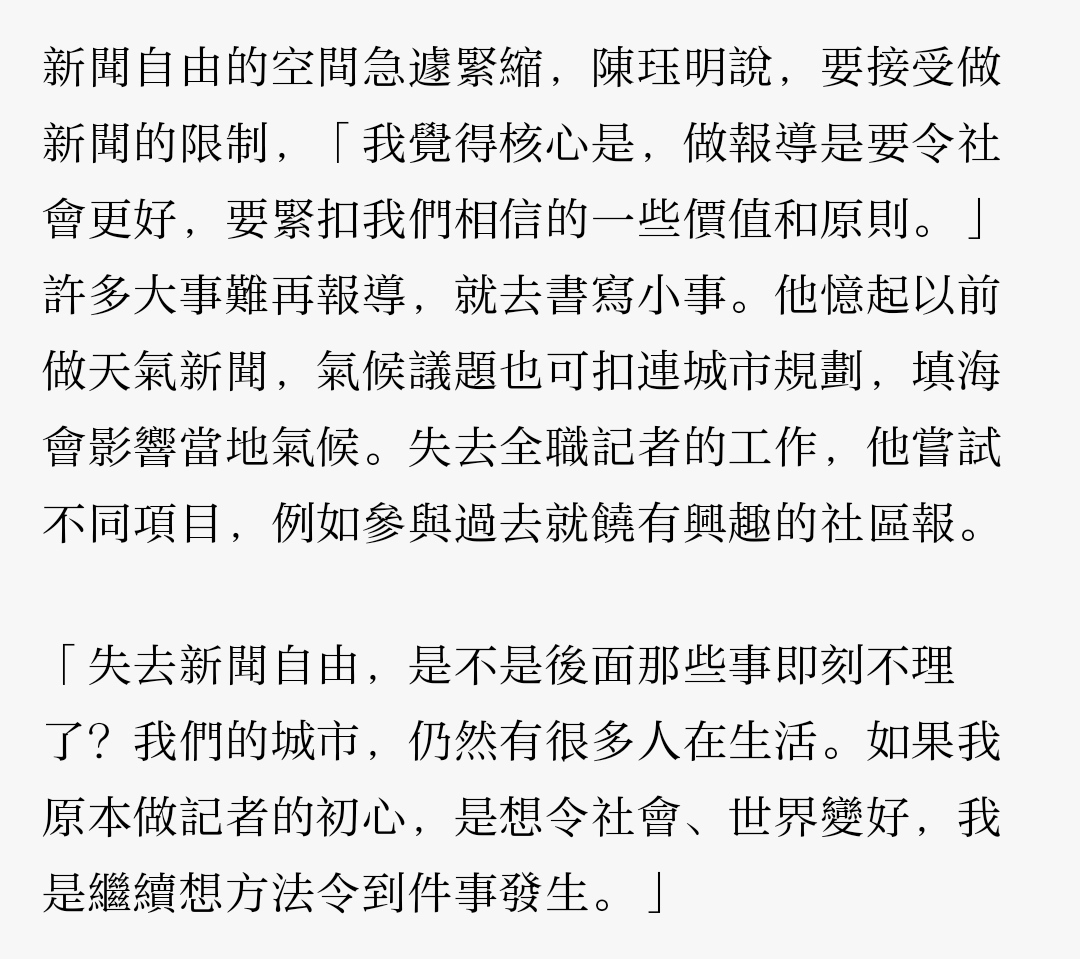 新聞自由的空間急遽緊縮，陳珏明說，要接受做
新聞的限制，「我覺得核心是，做報導是要令社
會更好，要緊扣我們相信的一些價值和原則。」
許多大事難再報導，就去書寫小事。他憶起以前
做天氣新聞，氣候議題也可扣連城市規劃，填海
會影響當地氣候。失去全職記者的工作，他嘗試
不同項目，例如參與過去就饒有興趣的社區報。
「失去新聞自由，是不是後面那些事即刻不理
了？我們的城市，仍然有很多人在生活。如果我
原本做記者的初心，是想令社會、世界變好，我
是繼續想方法令到件事發生。」